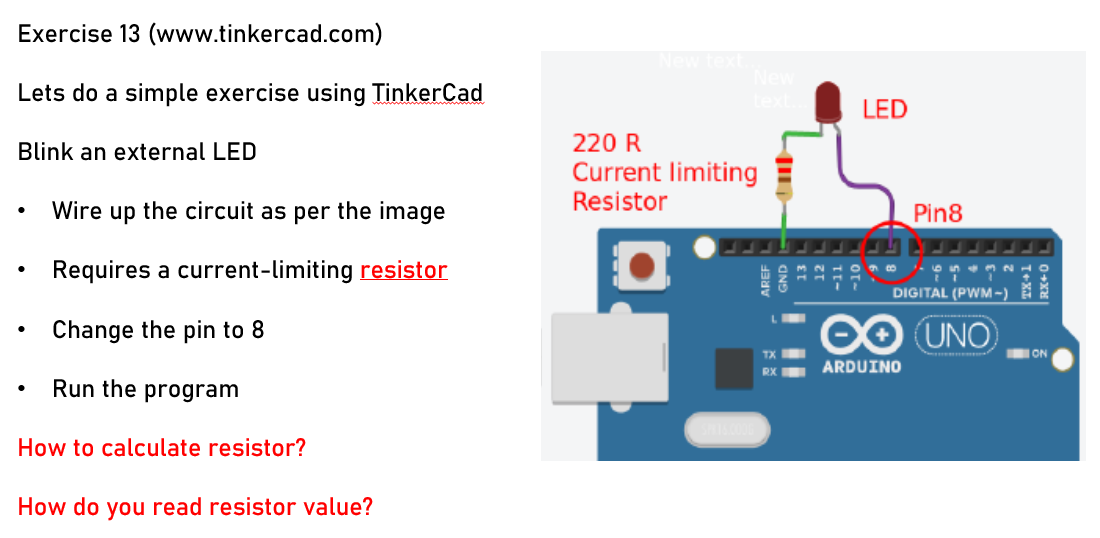 Exercise 13 (www.tinkercad.com)
Lets do a simple exercise using TinkerCad
Blink an external LED
• Wire up the circuit as per the image
• Requires a current-limiting resistor
• Change the pin to 8
• Run the program
How to calculate resistor?
How do you read resistor value?
New text...
New
text...
LED
220 R
Current limiting
Resistor
Pin8
AREF
GND
13
12
~11
~10
~9
8
7
~6
~5
4
~3
2
TX→1
RX←0
DIGITAL (PWM~)
L
TX
RX
ARDUINO
UNO
ON